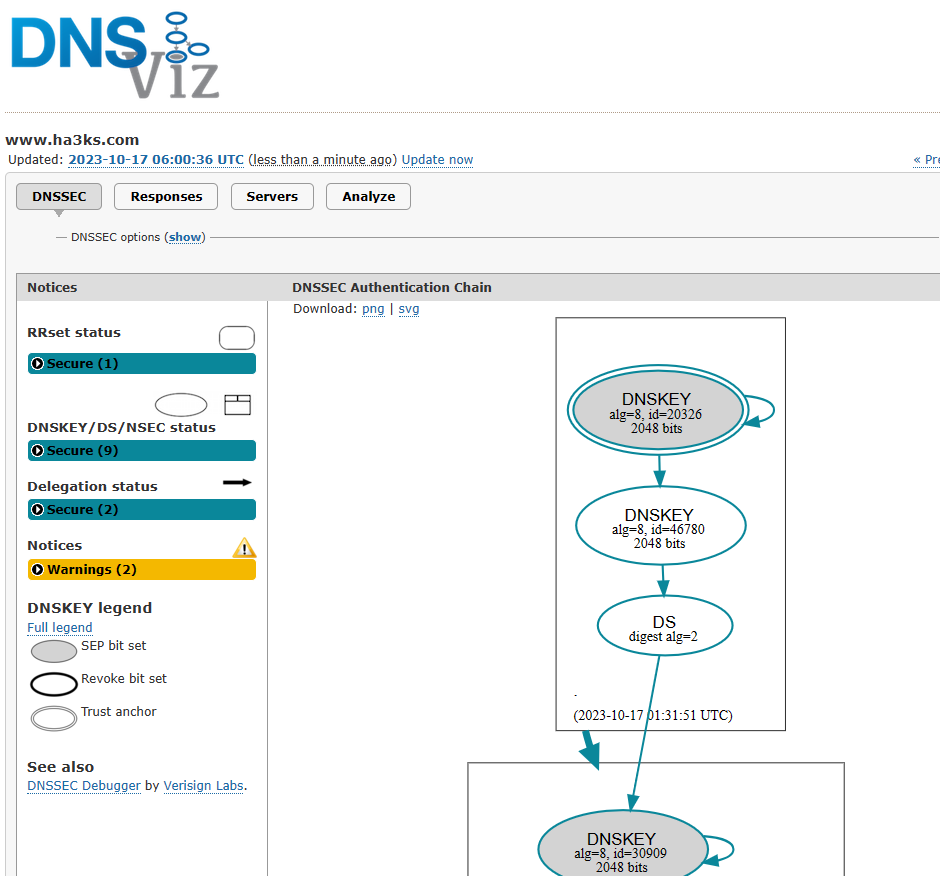 DNS
Viz
www.ha3ks.com
Updated: 2023-10-17 06:00:36 UTC (less than a minute ago) Update now
« Pre
DNSSEC Responses Servers Analyze
DNSSEC options (show)
Notices
RRset status
Secure (1)
DNSKEY/DS/NSEC status
Secure (9)
Delegation status
Secure (2)
Notices
Warnings (2)
DNSKEY legend
Full legend
SEP bit set
Revoke bit set
Trust anchor
See also
DNSSEC Debugger by Verisign Labs.
DNSSEC Authentication Chain
Download: png | svg
DNSKEY
alg=8, id=20326
2048 bits
DNSKEY
alg=8, id=46780
2048 bits
DS
digest alg=2
.
(2023-10-17 01:31:51 UTC)
DNSKEY
alg=8, id=30909
2048 bits